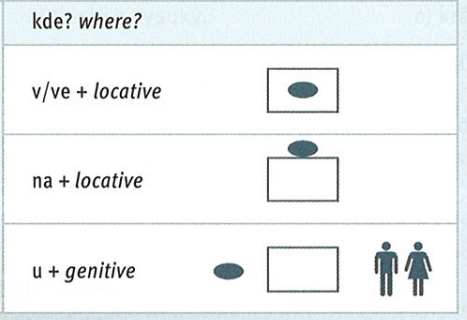 kde? where?
v/ve + locative
na + locative
u + genitive